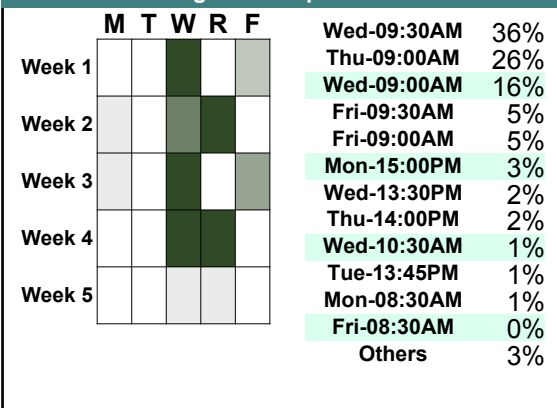 M T W R F
Week 1
Week 2
Week 3
Week 4
Week 5
Wed-09:30AM 36%
Thu-09:00AM 26%
Wed-09:00AM 16%
Fri-09:30AM 5%
Fri-09:00AM 5%
Mon-15:00PM 3%
Wed-13:30PM 2%
Thu-14:00PM 2%
Wed-10:30AM 1%
Tue-13:45PM 1%
Mon-08:30AM 1%
Fri-08:30AM 0%
Others 3%